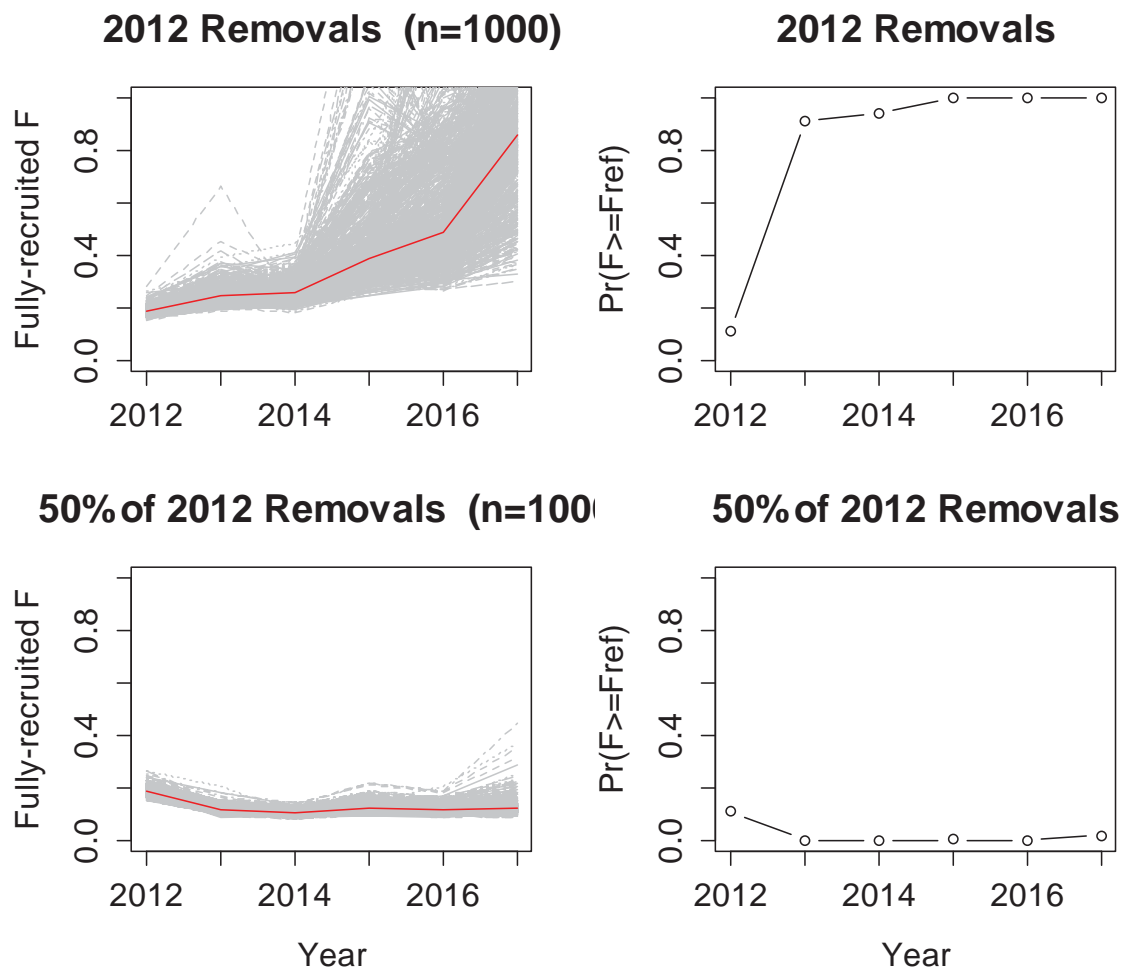 2012 Removals (n=1000)
Fully-recruited F
0.8
0.4
0.0
2012 2014 2016
2012 Removals
Pr(F>=Fref)
0.8
0.4
0.0
2012 2014 2016
50% of 2012 Removals (n=100
Fully-recruited F
0.8
0.4
0.0
2012 2014 2016
Year
50% of 2012 Removals
Pr(F>=Fref)
0.8
0.4
0.0
2012 2014 2016
Year